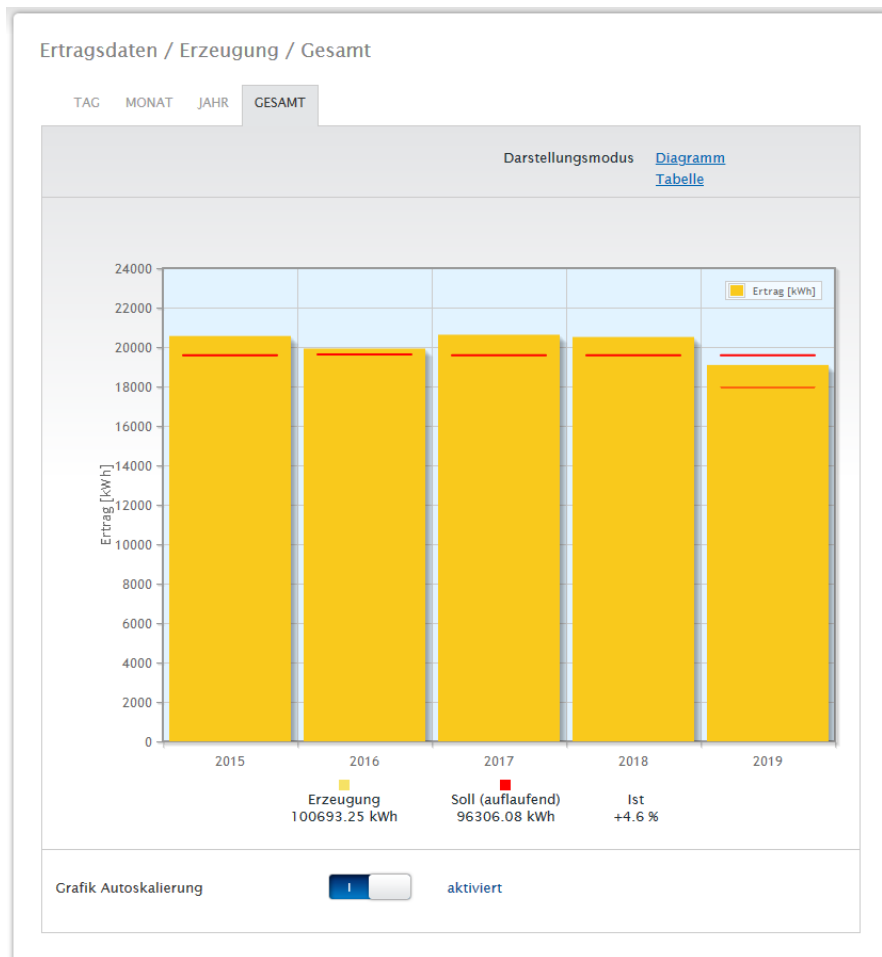 Ertragsdaten / Erzeugung / Gesamt
TAG MONAT JAHR GESAMT
Darstellungsmodus Diagramm
Tabelle
Ertrag [kWh]
Ertrag [kWh]
24000
22000
20000
18000
16000
14000
12000
10000
8000
6000
4000
2000
0
2015 2016 2017 2018 2019
Erzeugung Soll (auflaufend) Ist
100693.25 kWh 96306.08 kWh +4.6 %
Grafik Autoskalierung I aktiviert